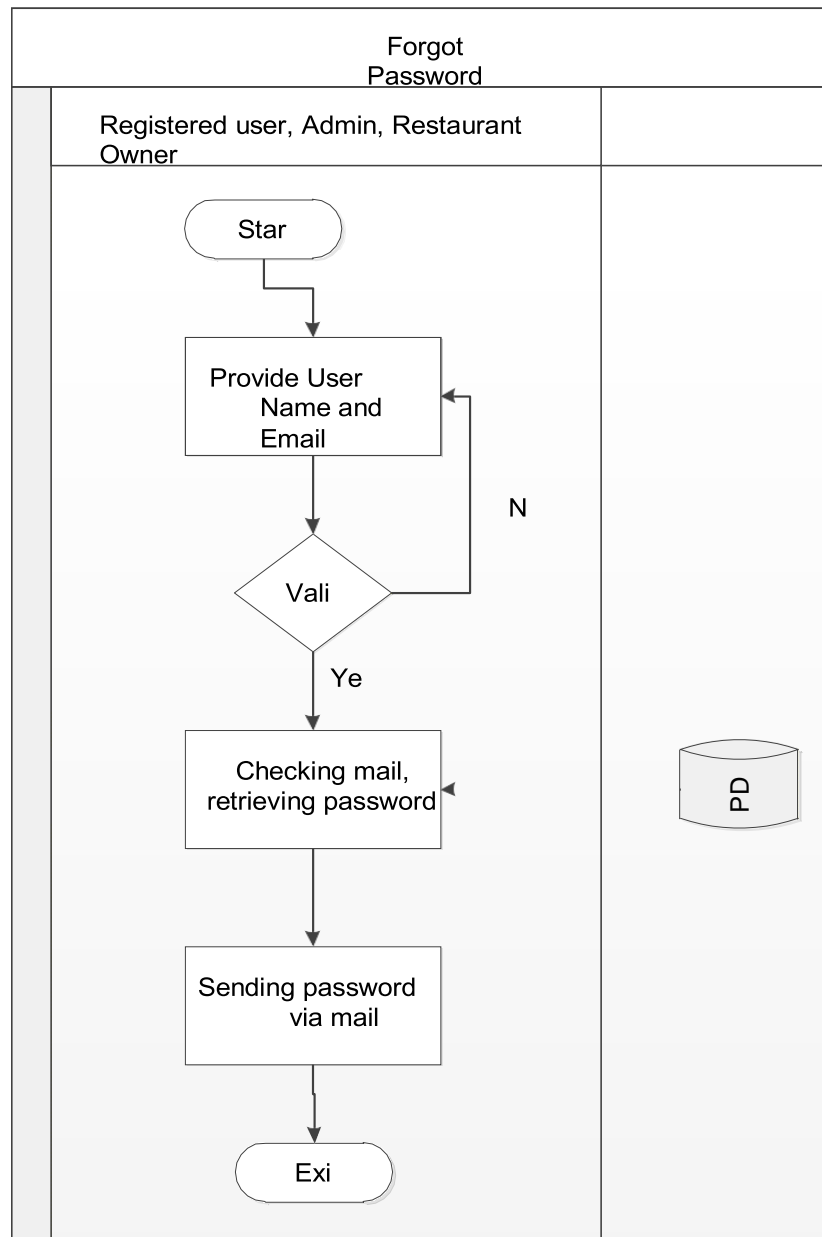 Forgot
Password
Registered user, Admin, Restaurant
Owner
Star
Provide User
Name and
Email
N
Vali
Ye
Checking mail,
retrieving password
PD
Sending password
via mail
Exi